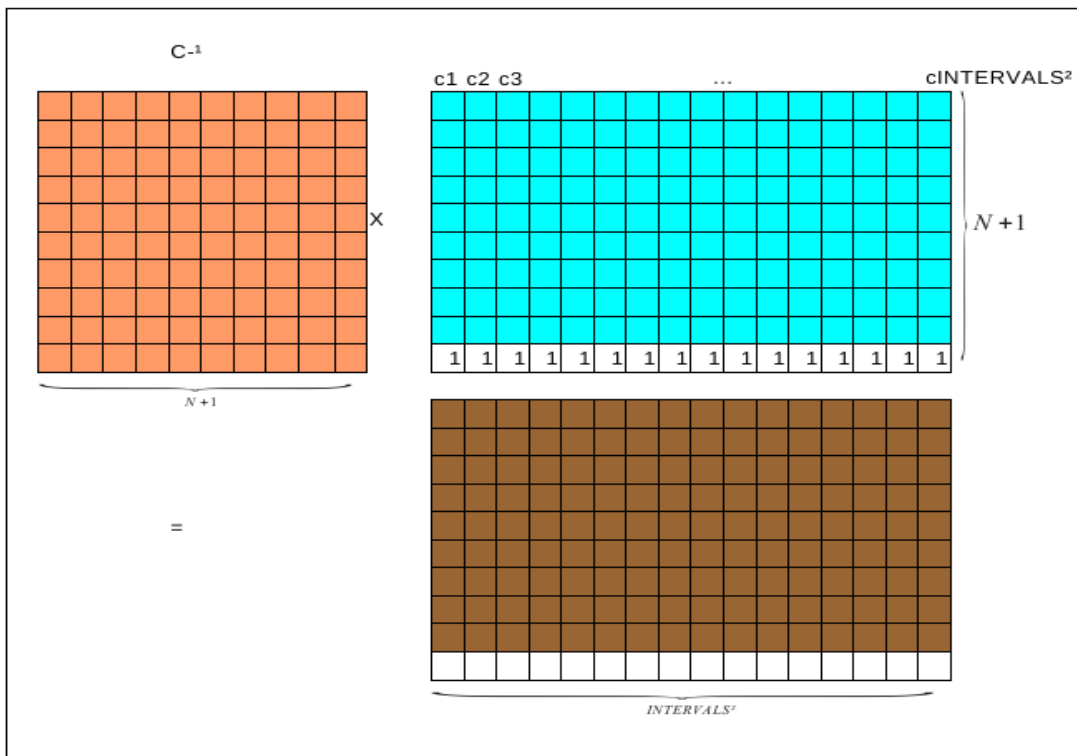 C-¹
c1 c2 c3 ... cINTERVALS²
X
N+1
1 1 1 1 1 1 1 1 1 1 1 1 1 1 1 1
N+1
=
INTERVALS²